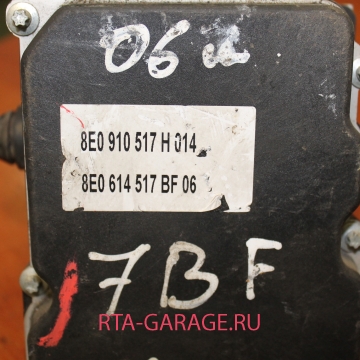 06
8E0 910 517 H 014
8E0 614 517 BF 06
7BF
RTA-GARAGE.RU